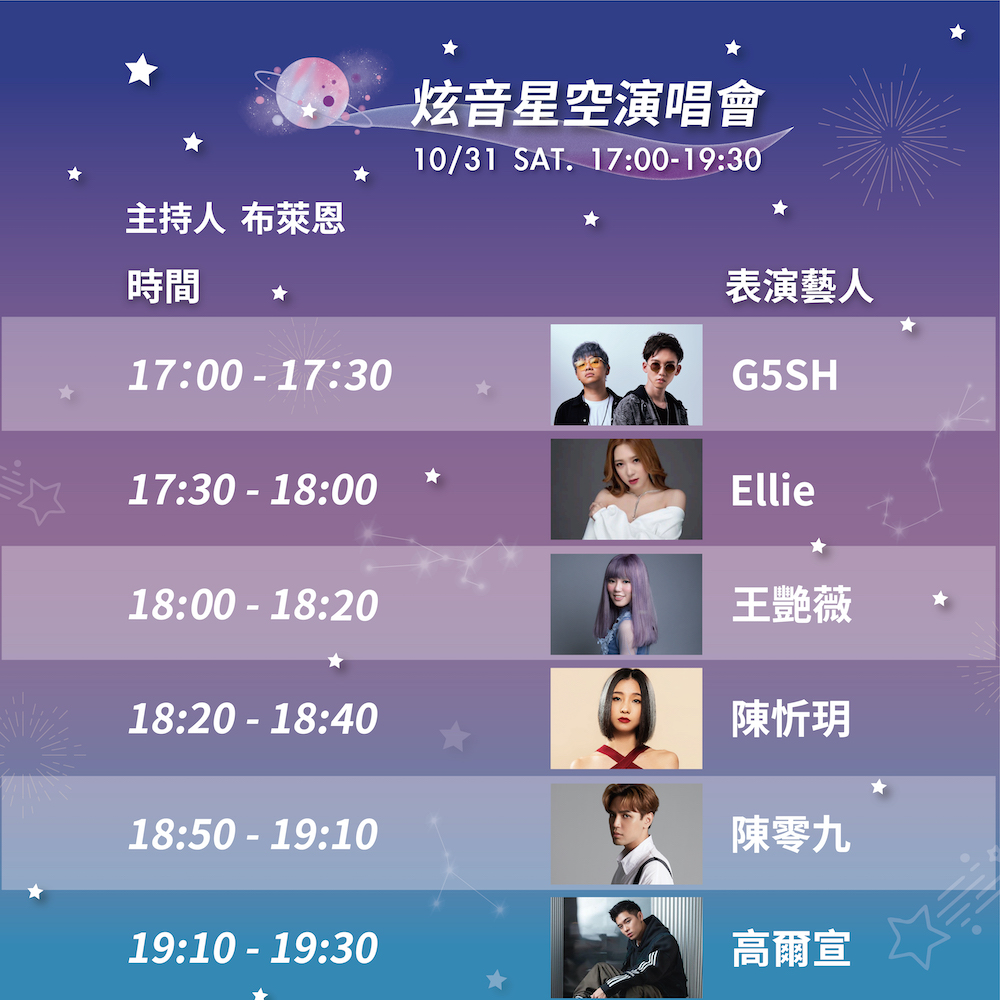 炫音星空演唱會
10/31 SAT. 17:00-19:30
主持人 布萊恩
時間 表演藝人
17:00 - 17:30 G5SH
17:30 - 18:00 Ellie
18:00 - 18:20 王艷薇
18:20 - 18:40 陳忻玥
18:50 - 19:10 陳零九
19:10 - 19:30 高爾宣